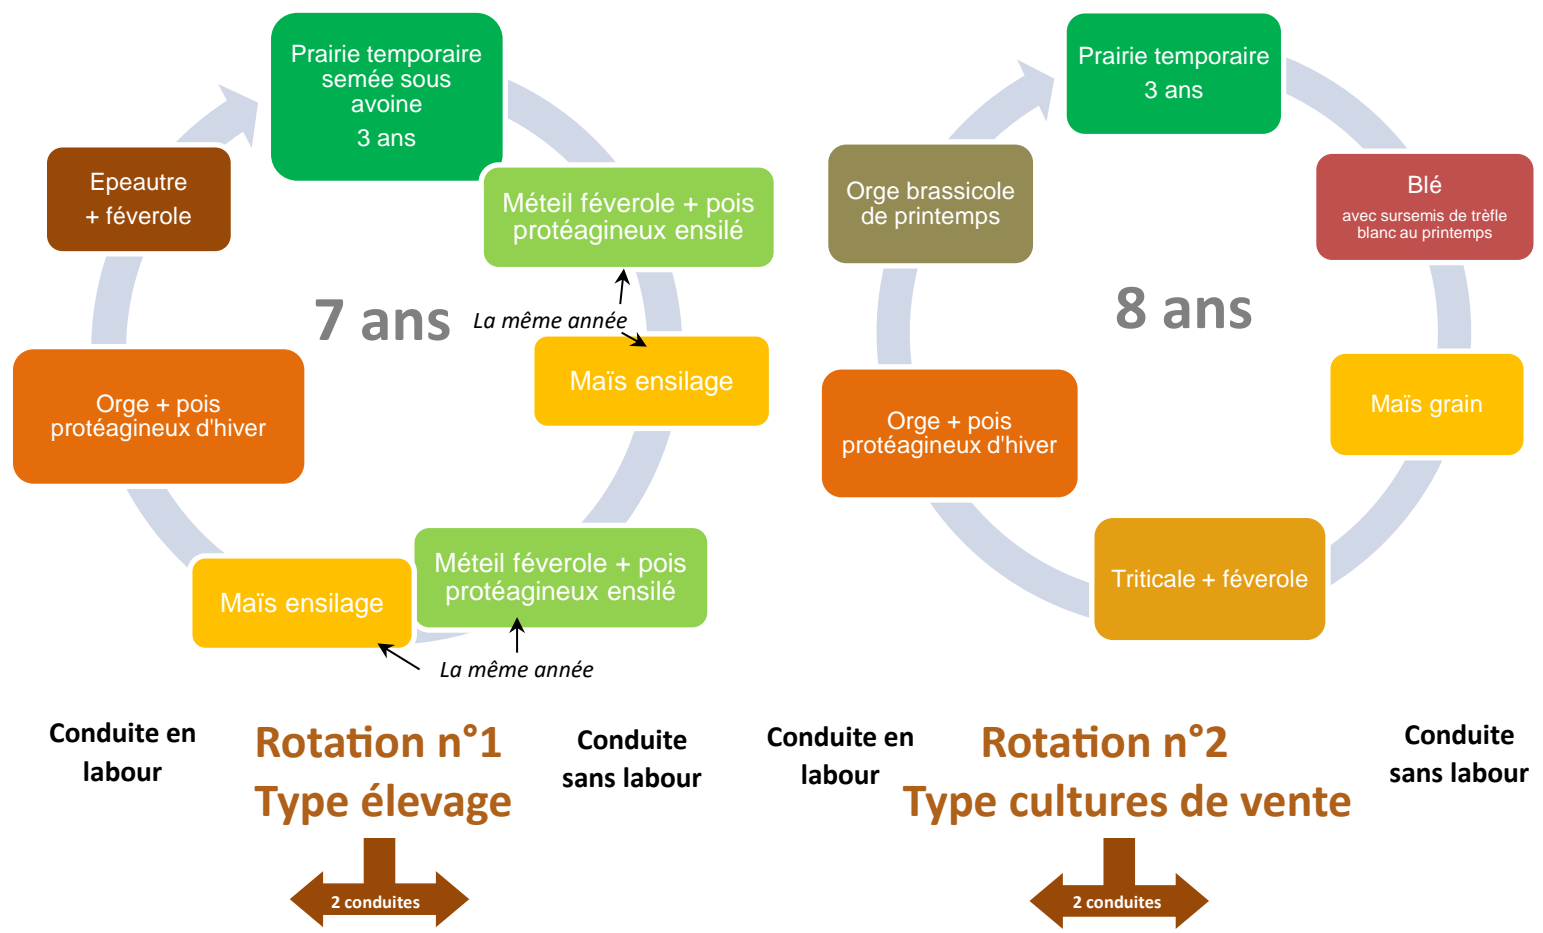 Prairie temporaire
semée sous
avoine
3 ans
Méteil féverole + pois
protéagineux ensilé
La même année
Maïs ensilage
Méteil féverole + pois
protéagineux ensilé
La même année
Maïs ensilage
Orge + pois
protéagineux d'hiver
Epeautre
+ féverole
7 ans
Conduite en
labour
Rotation n°1
Type élevage
Conduite
sans labour
2 conduites
Prairie temporaire
3 ans
Blé
avec sursemis de trèfle
blanc au printemps
Maïs grain
Triticale + féverole
Orge + pois
protéagineux d'hiver
Orge brassicole
de printemps
8 ans
Conduite en
labour
Rotation n°2
Type cultures de vente
Conduite
sans labour
2 conduites